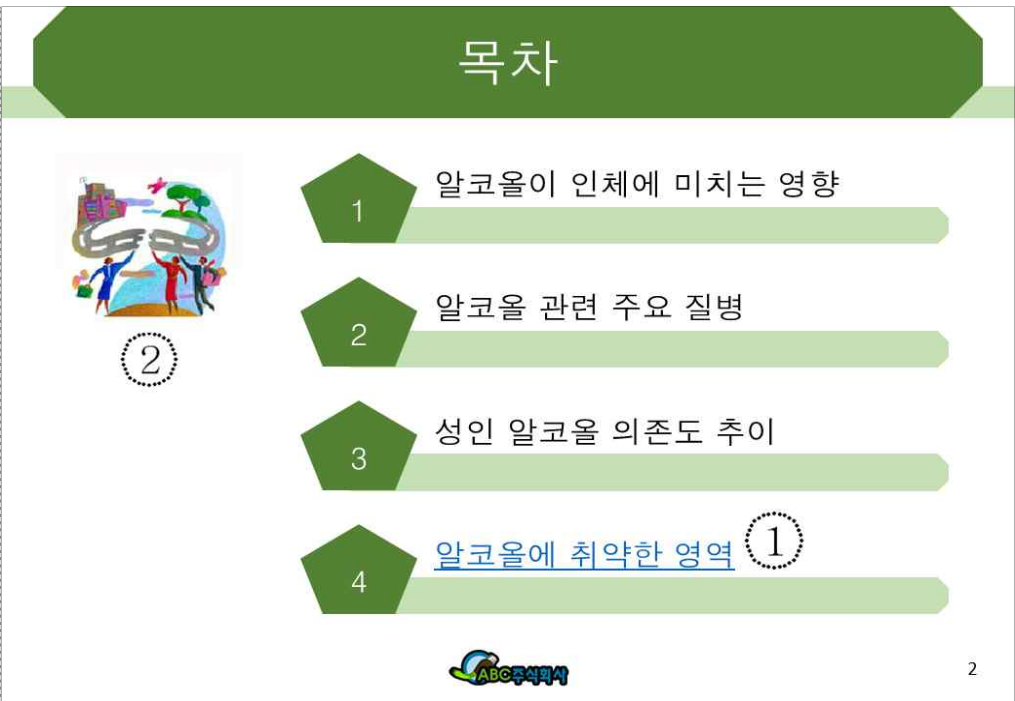 목차
1
알코올이 인체에 미치는 영향
2
알코올 관련 주요 질병
②
3
성인 알코올 의존도 추이
4
알코올에 취약한 영역 ①
ABC주식회사
2